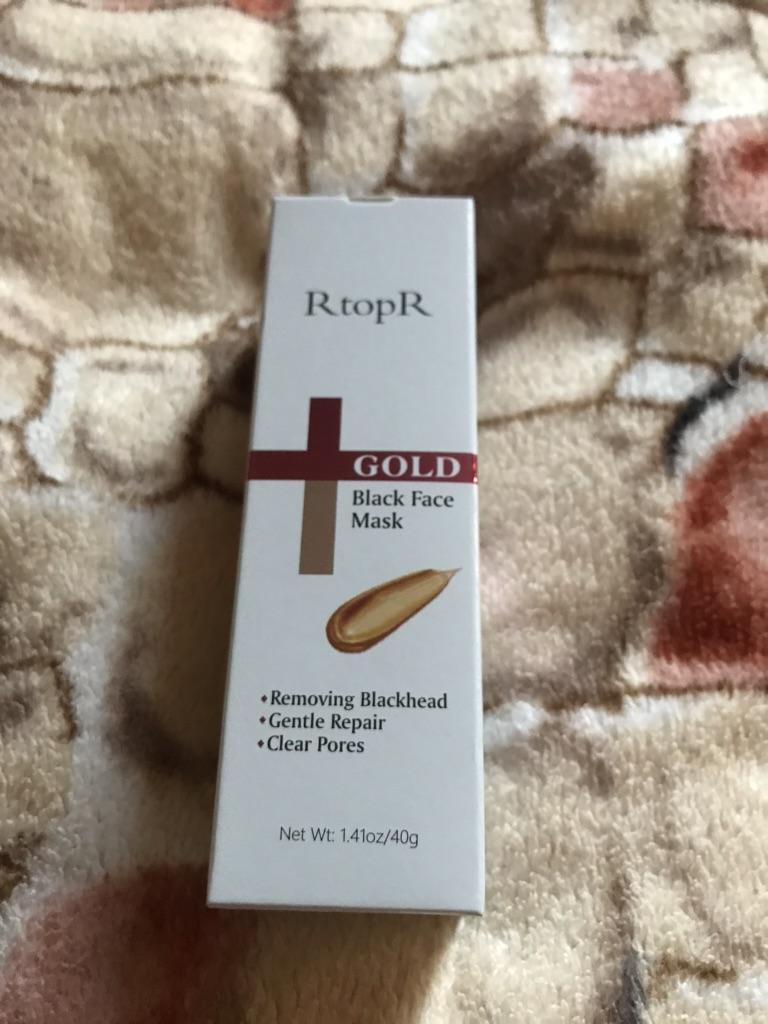 RtopR
GOLD
Black Face
Mask
•Removing Blackhead
•Gentle Repair
•Clear Pores
Net Wt: 1.41oz/40g